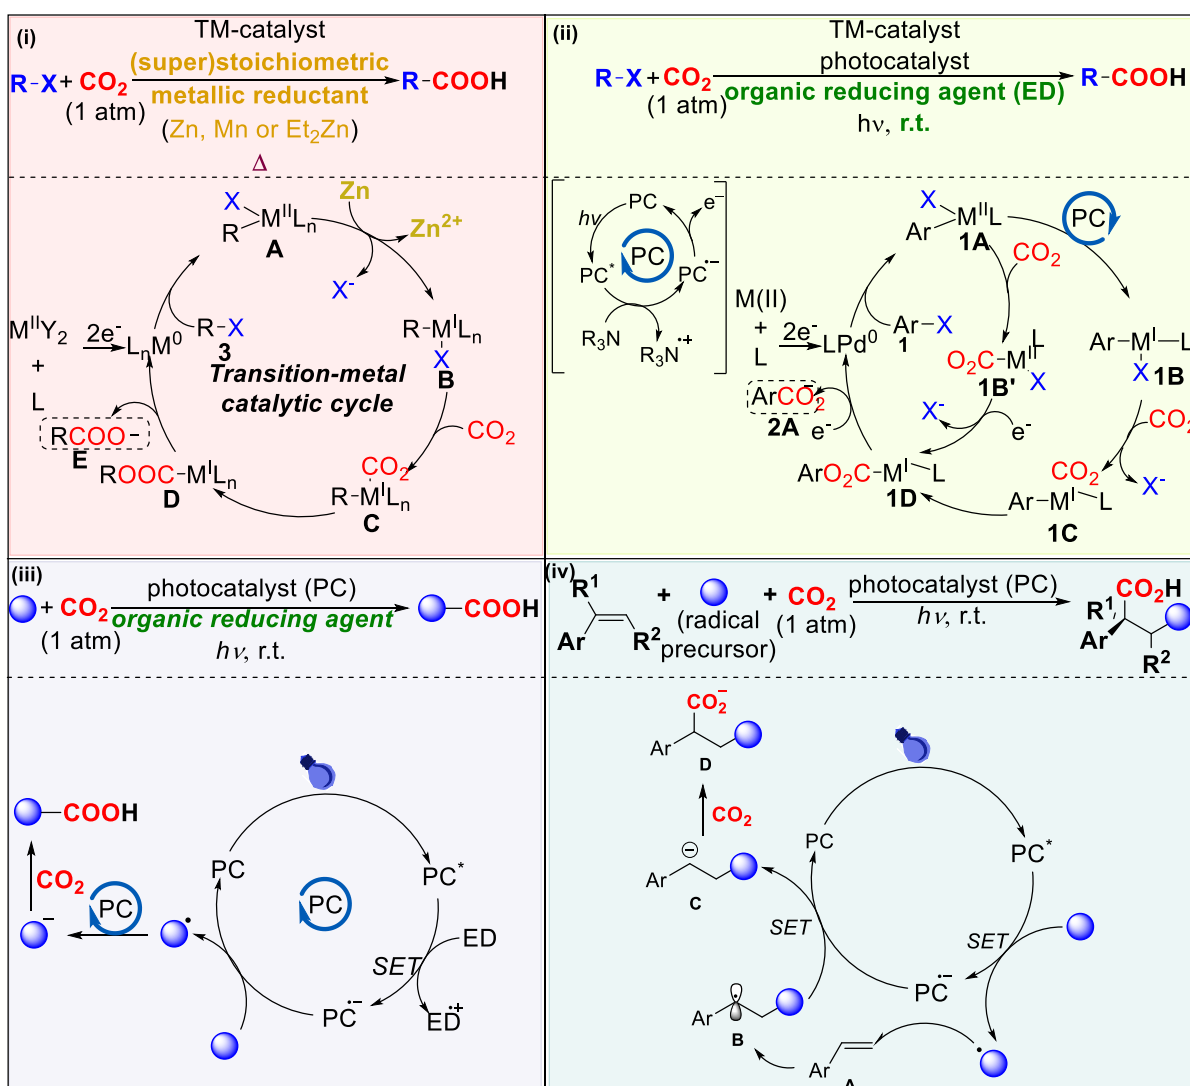 (i)
TM-catalyst
(super)stoichiometric
R-X + CO₂
R-COOH
(1 atm)
metallic reductant
(Zn, Mn or Et₂Zn)
Δ
X
Zn
MᴵᴵLₙ
R
Zn²⁺
A
X⁻
R-MᴵLₙ
X
B
MᴵᴵY₂
+
L
2e⁻
LₙM⁰
R-X
3
Transition-metal
catalytic cycle
CO₂
RCOO⁻
E
ROOC-MᴵLₙ
D
CO₂
R-MᴵLₙ
C
(ii)
TM-catalyst
R-X + CO₂
photocatalyst
R-COOH
(1 atm)
organic reducing agent (ED)
hν, r.t.
hν
PC
e⁻
PC
PC*
PC•⁻
R₃N
R₃N•⁺
X
MᴵᴵL
Ar
1A
PC
CO₂
M(II)
+
L
2e⁻
LPd⁰
Ar-X
1
L
O₂C-Mᴵᴵ
X
1B'
Ar-Mᴵ-L
X
1B
ArCO₂⁻
2A
e⁻
X⁻
e⁻
CO₂
ArO₂C-Mᴵ-L
1D
CO₂
Ar-Mᴵ-L
1C
X⁻
(iii)
photocatalyst (PC)
+ CO₂
COOH
(1 atm)
organic reducing agent
hν, r.t.
COOH
CO₂
PC
PC
PC*
PC
–
•
SET
ED
PC•⁻
ED•⁺
(iv)
R¹
Ar
R²
+
(radical
precursor)
+
CO₂
(1 atm)
photocatalyst (PC)
hν, r.t.
CO₂H
R¹
Ar
R²
CO₂⁻
Ar
D
CO₂
PC
PC*
⊖
Ar
C
SET
SET
PC•⁻
Ar
B
Ar
•